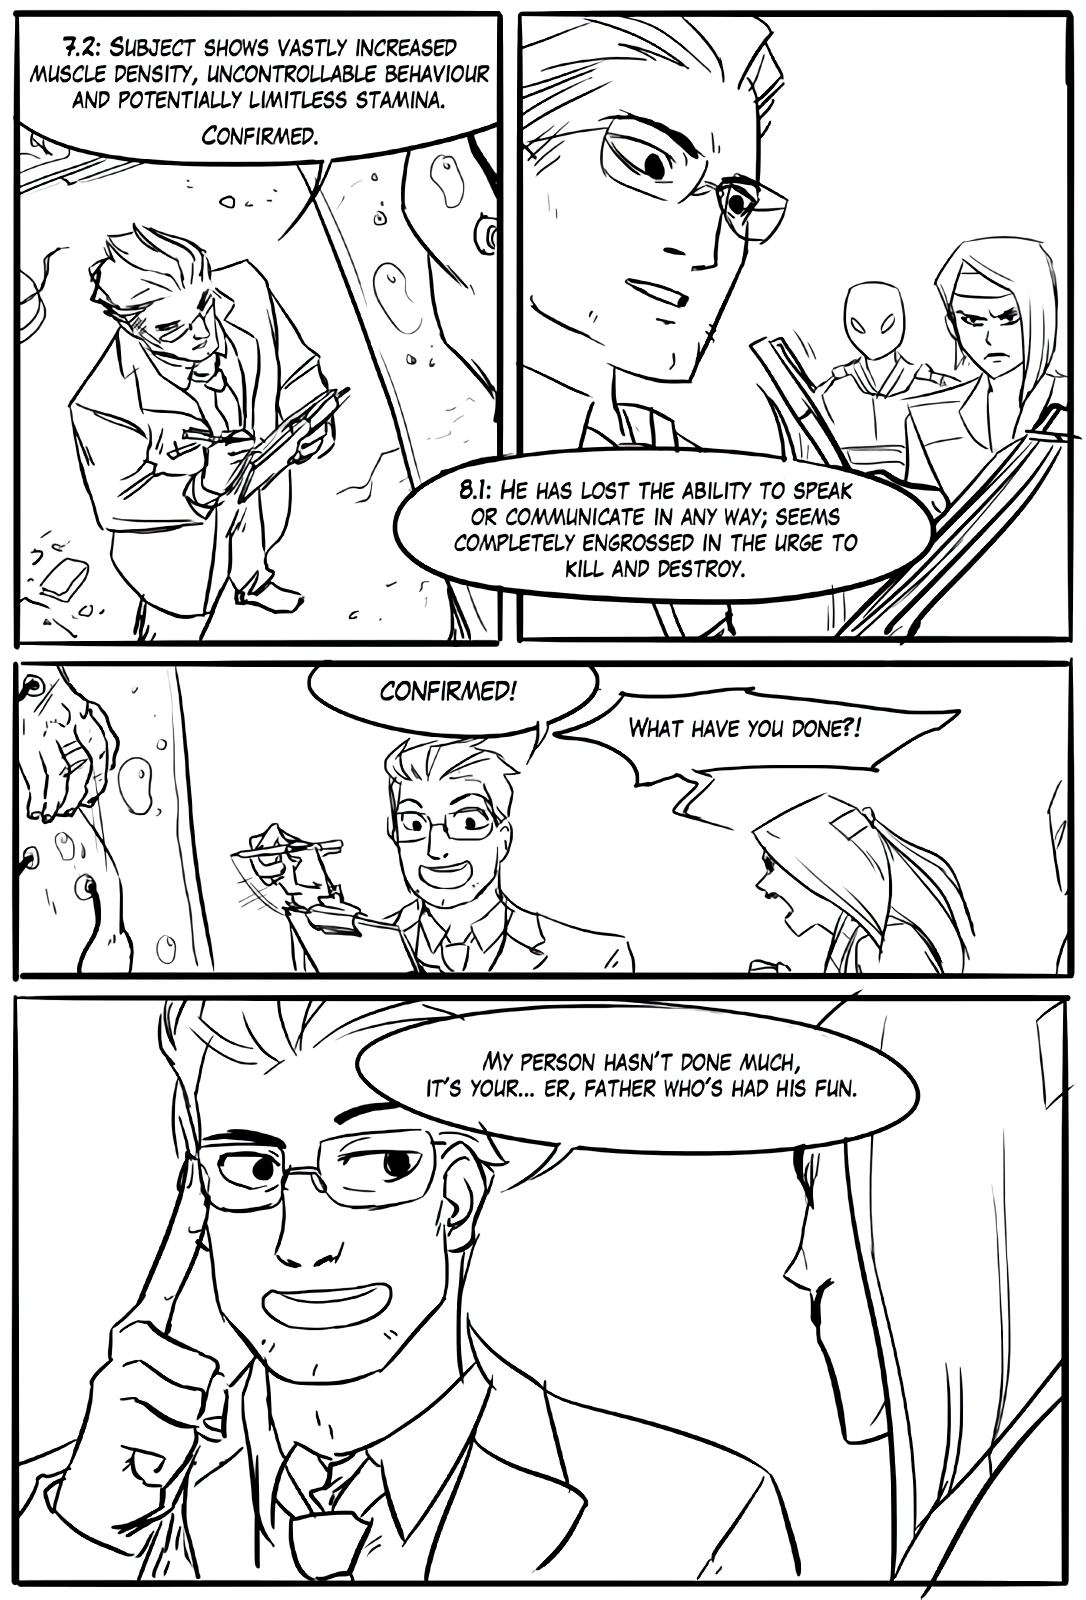 7.2: Subject shows vastly increased
muscle density, uncontrollable behaviour
and potentially limitless stamina.
Confirmed.
8.1: He has lost the ability to speak
or communicate in any way; seems
completely engrossed in the urge to
kill and destroy.
Confirmed!
What have you done?!
My person hasn't done much,
it's your... er, father who's had his fun.